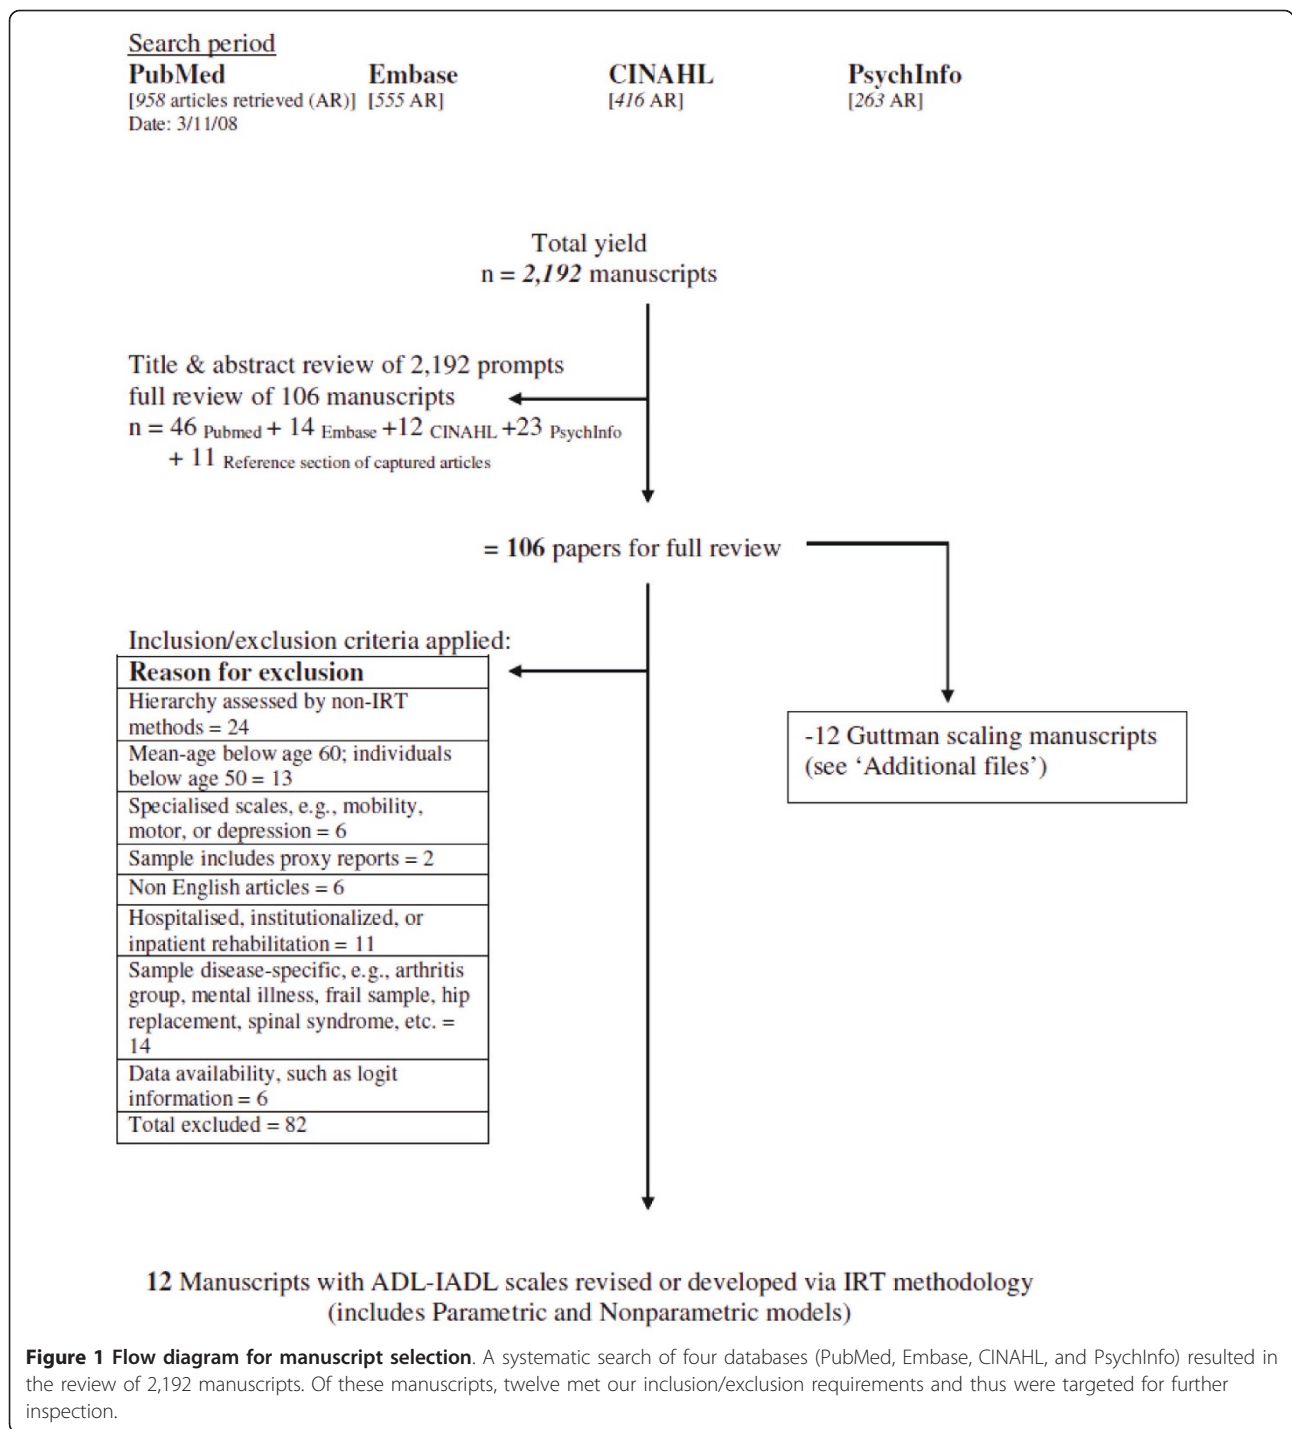 Search period
PubMed Embase CINAHL PsychInfo
[958 articles retrieved (AR)] [555 AR] [416 AR] [263 AR]
Date: 3/11/08
Total yield
n = 2,192 manuscripts
Title & abstract review of 2,192 prompts
full review of 106 manuscripts
n = 46 Pubmed + 14 Embase +12 CINAHL +23 PsychInfo
+ 11 Reference section of captured articles
= 106 papers for full review
Inclusion/exclusion criteria applied:
Reason for exclusion
Hierarchy assessed by non-IRT
methods = 24
Mean-age below age 60; individuals
below age 50 = 13
Specialised scales, e.g., mobility,
motor, or depression = 6
Sample includes proxy reports = 2
Non English articles = 6
Hospitalised, institutionalized, or
inpatient rehabilitation = 11
Sample disease-specific, e.g., arthritis
group, mental illness, frail sample, hip
replacement, spinal syndrome, etc. =
14
Data availability, such as logit
information = 6
Total excluded = 82
-12 Guttman scaling manuscripts
(see ‘Additional files’)
12 Manuscripts with ADL-IADL scales revised or developed via IRT methodology
(includes Parametric and Nonparametric models)
Figure 1 Flow diagram for manuscript selection. A systematic search of four databases (PubMed, Embase, CINAHL, and PsychInfo) resulted in
the review of 2,192 manuscripts. Of these manuscripts, twelve met our inclusion/exclusion requirements and thus were targeted for further
inspection.